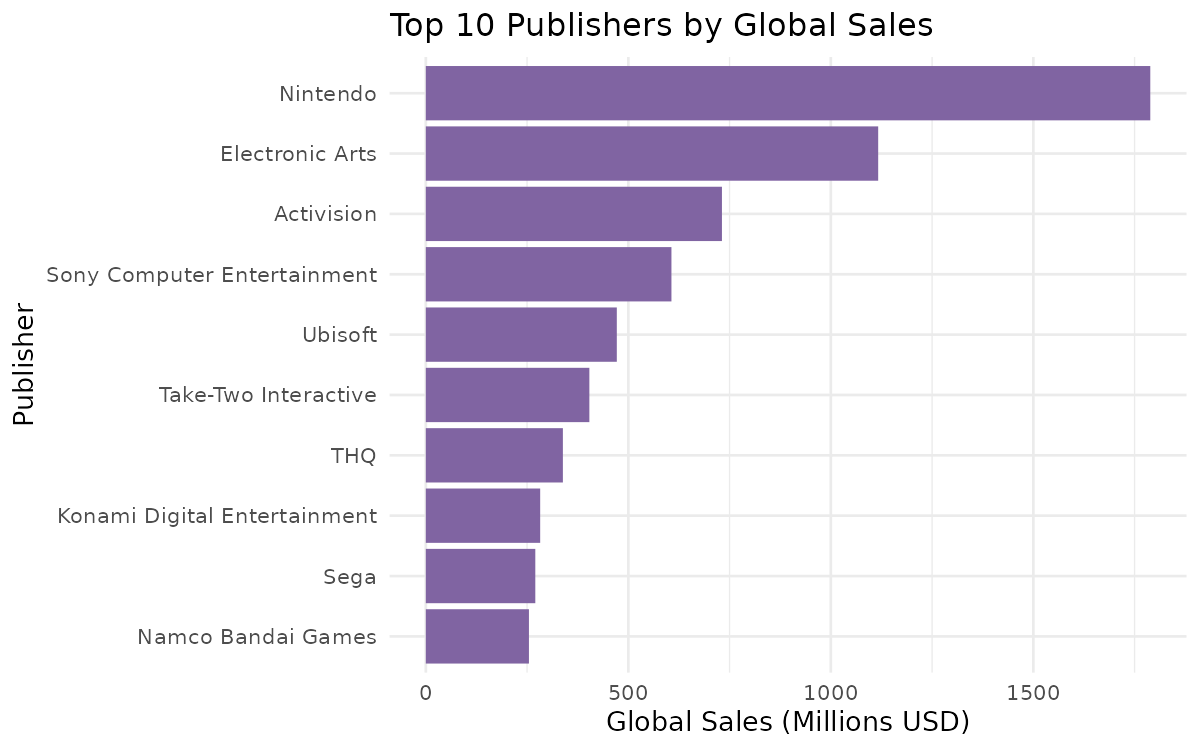 Top 10 Publishers by Global Sales
Publisher
Nintendo
Electronic Arts
Activision
Sony Computer Entertainment
Ubisoft
Take-Two Interactive
THQ
Konami Digital Entertainment
Sega
Namco Bandai Games
0 500 1000 1500
Global Sales (Millions USD)